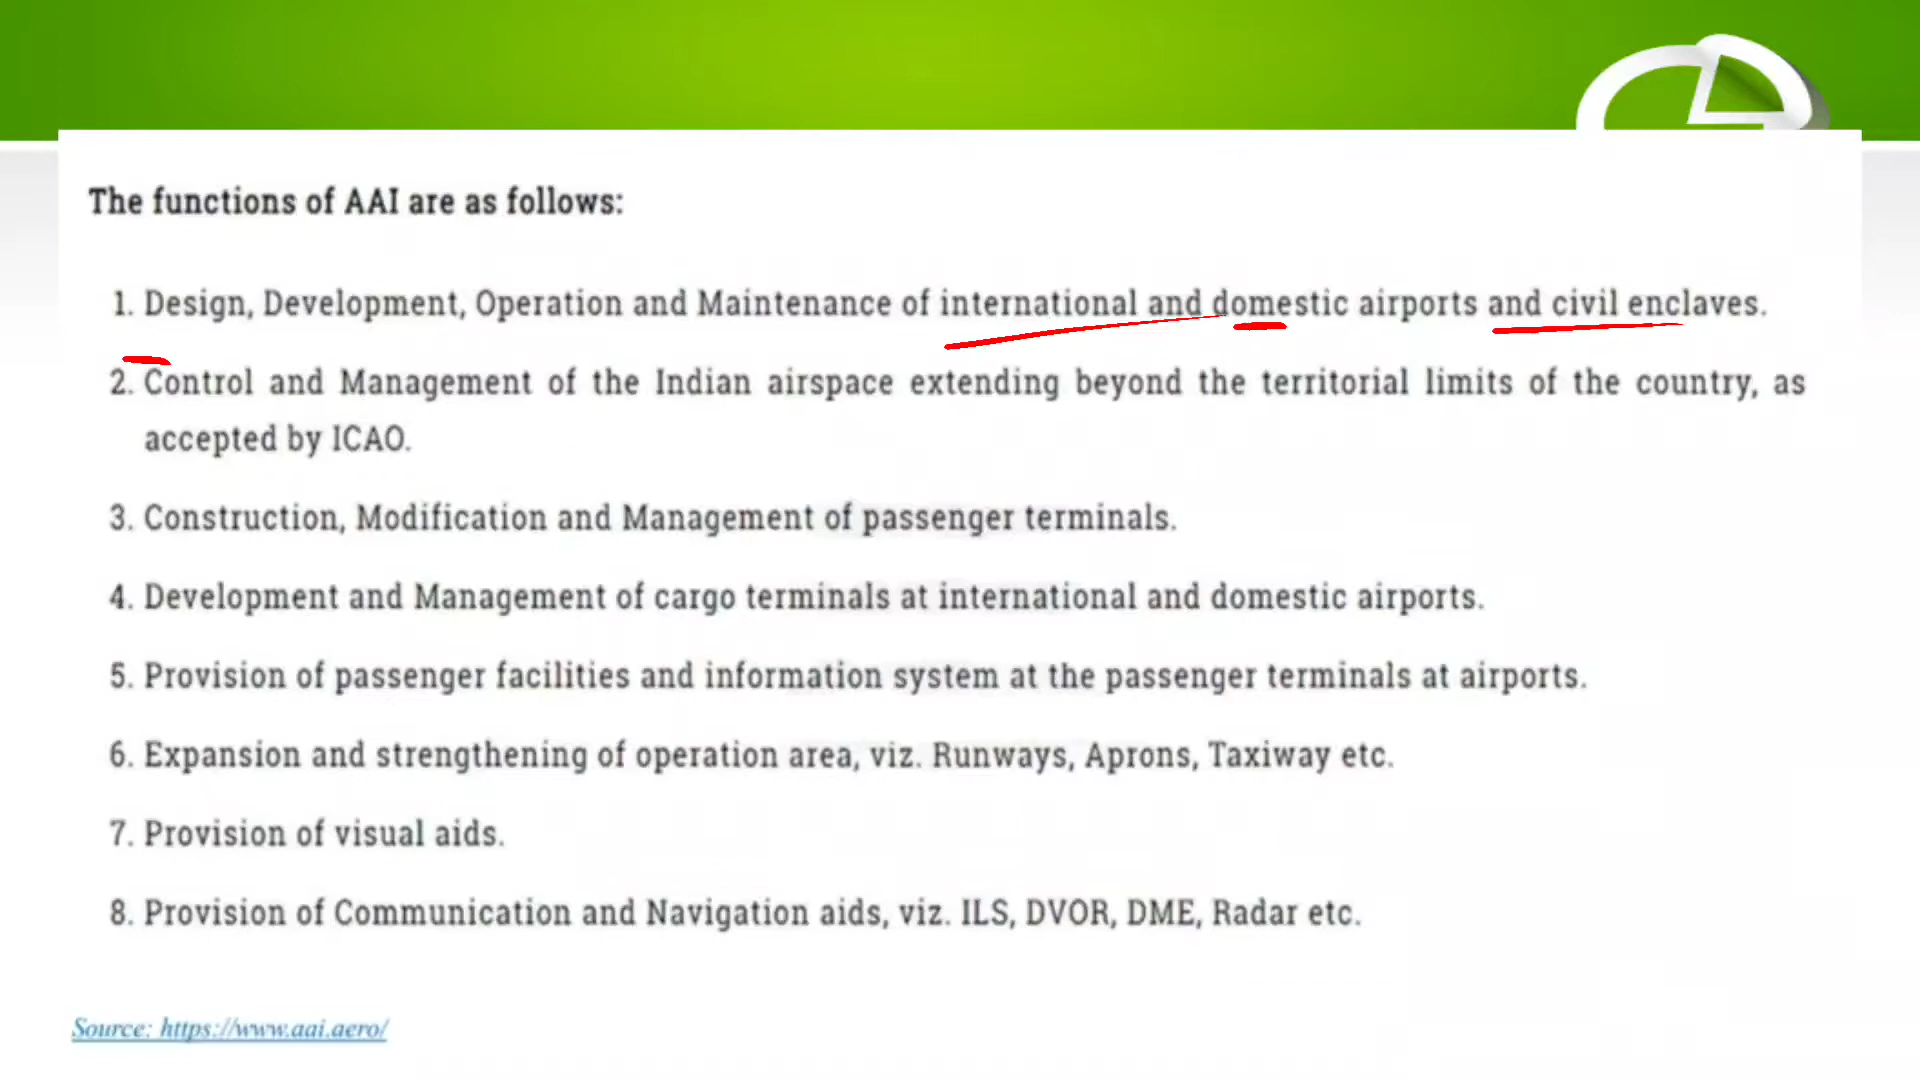 The functions of AAI are as follows:
1. Design, Development, Operation and Maintenance of international and domestic airports and civil enclaves.
2. Control and Management of the Indian airspace extending beyond the territorial limits of the country, as
accepted by ICAO.
3. Construction, Modification and Management of passenger terminals.
4. Development and Management of cargo terminals at international and domestic airports.
5. Provision of passenger facilities and information system at the passenger terminals at airports.
6. Expansion and strengthening of operation area, viz. Runways, Aprons, Taxiway etc.
7. Provision of visual aids.
8. Provision of Communication and Navigation aids, viz. ILS, DVOR, DME, Radar etc.
Source: https://www.aai.aero/